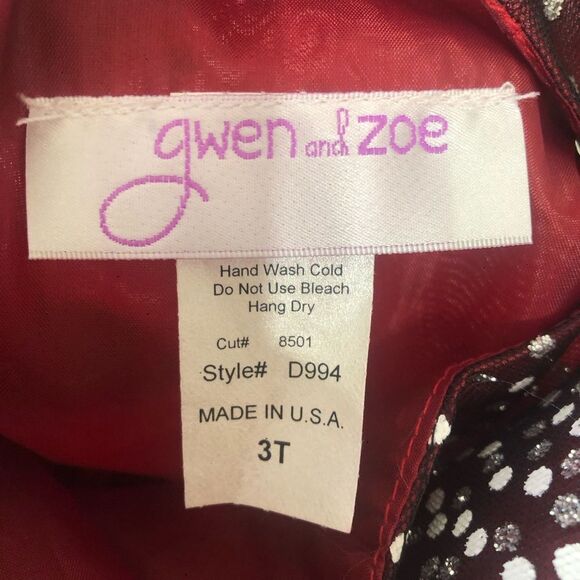 gwen and zoe
Hand Wash Cold
Do Not Use Bleach
Hang Dry
Cut# 8501
Style# D994
MADE IN U.S.A.
3T